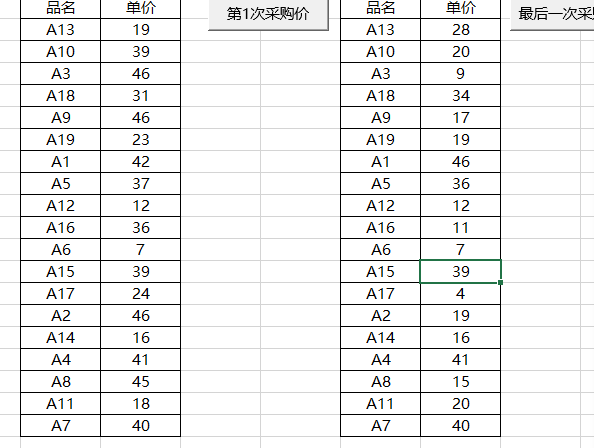 品名 单价 第1次采购价 品名 单价 最后一次采
A13 19 A13 28
A10 39 A10 20
A3 46 A3 9
A18 31 A18 34
A9 46 A9 17
A19 23 A19 19
A1 42 A1 46
A5 37 A5 36
A12 12 A12 12
A16 36 A16 11
A6 7 A6 7
A15 39 A15 39
A17 24 A17 4
A2 46 A2 19
A14 16 A14 16
A4 41 A4 41
A8 45 A8 15
A11 18 A11 20
A7 40 A7 40